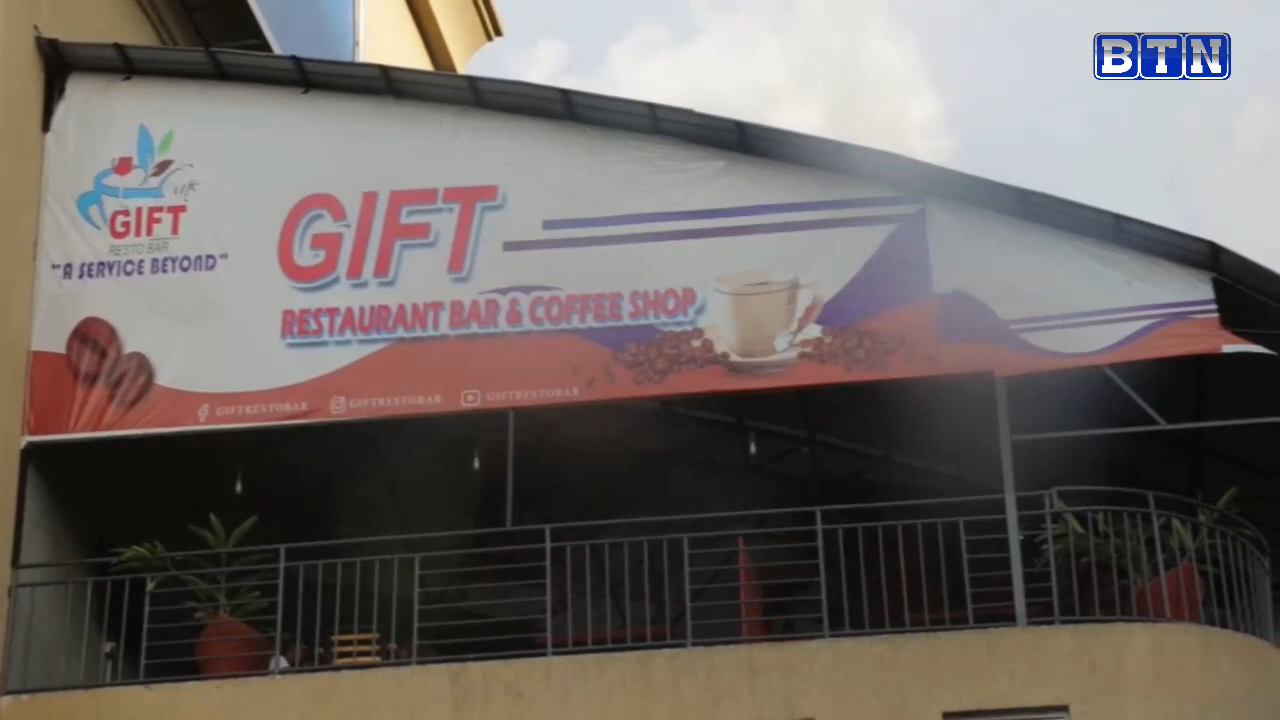 BTN
GIFT
RESTO BAR
"A SERVICE BEYOND"
GIFT
RESTAURANT BAR & COFFEE SHOP
GIFTRESTOBAR
GIFTRESTOBAR
GIFTRESTOBAR